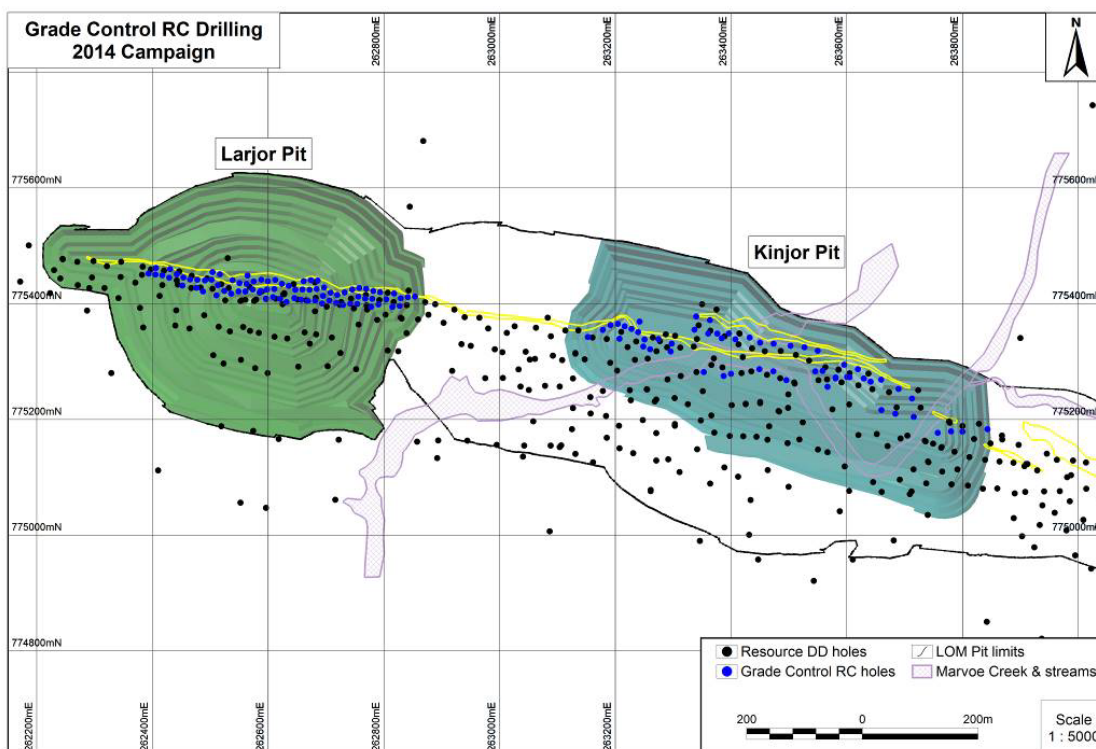 Grade Control RC Drilling
2014 Campaign
262800mE
263000mE
263200mE
263400mE
263600mE
263800mE
N
Larjor Pit
775600mN
775600mN
Kinjor Pit
775400mN
775400mN
775200mN
775200mN
775000mN
775000mN
774800mN
Resource DD holes
LOM Pit limits
Grade Control RC holes
Marvoe Creek & streams
262200mE
262400mE
262600mE
262800mE
263000mE
263200mE
200
0
200m
Scale
1 : 5000